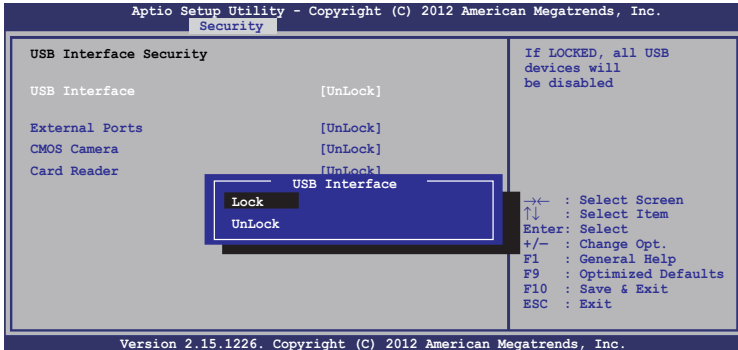 Aptio Setup Utility - Copyright (C) 2012 American Megatrends, Inc.
Security
USB Interface Security
USB Interface [UnLock]
External Ports [UnLock]
CMOS Camera [UnLock]
Card Reader [UnLock]
USB Interface
Lock
UnLock
If LOCKED, all USB
devices will
be disabled
→← : Select Screen
↑↓ : Select Item
Enter: Select
+/— : Change Opt.
F1 : General Help
F9 : Optimized Defaults
F10 : Save & Exit
ESC : Exit
Version 2.15.1226. Copyright (C) 2012 American Megatrends, Inc.